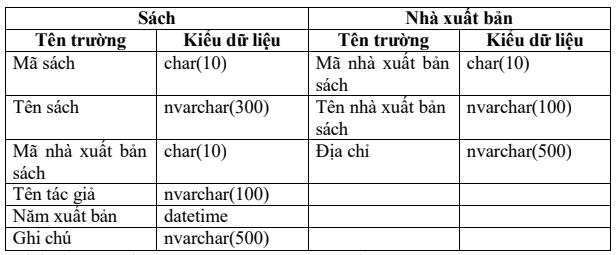 Sách Nhà xuất bản
Tên trường Kiểu dữ liệu Tên trường Kiểu dữ liệu
Mã sách char(10) Mã nhà xuất bản char(10)
sách
Tên sách nvarchar(300) Tên nhà xuất bản nvarchar(100)
sách
Mã nhà xuất bản char(10) Địa chỉ nvarchar(500)
sách
Tên tác giả nvarchar(100)
Năm xuất bản datetime
Ghi chú nvarchar(500)